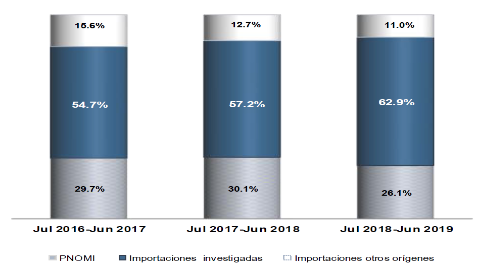 15.6% 12.7% 11.0%
54.7% 57.2% 62.9%
29.7% 30.1% 26.1%
Jul 2016-Jun 2017 Jul 2017-Jun 2018 Jul 2018-Jun 2019
PNOMI Importaciones investigadas Importaciones otros orígenes